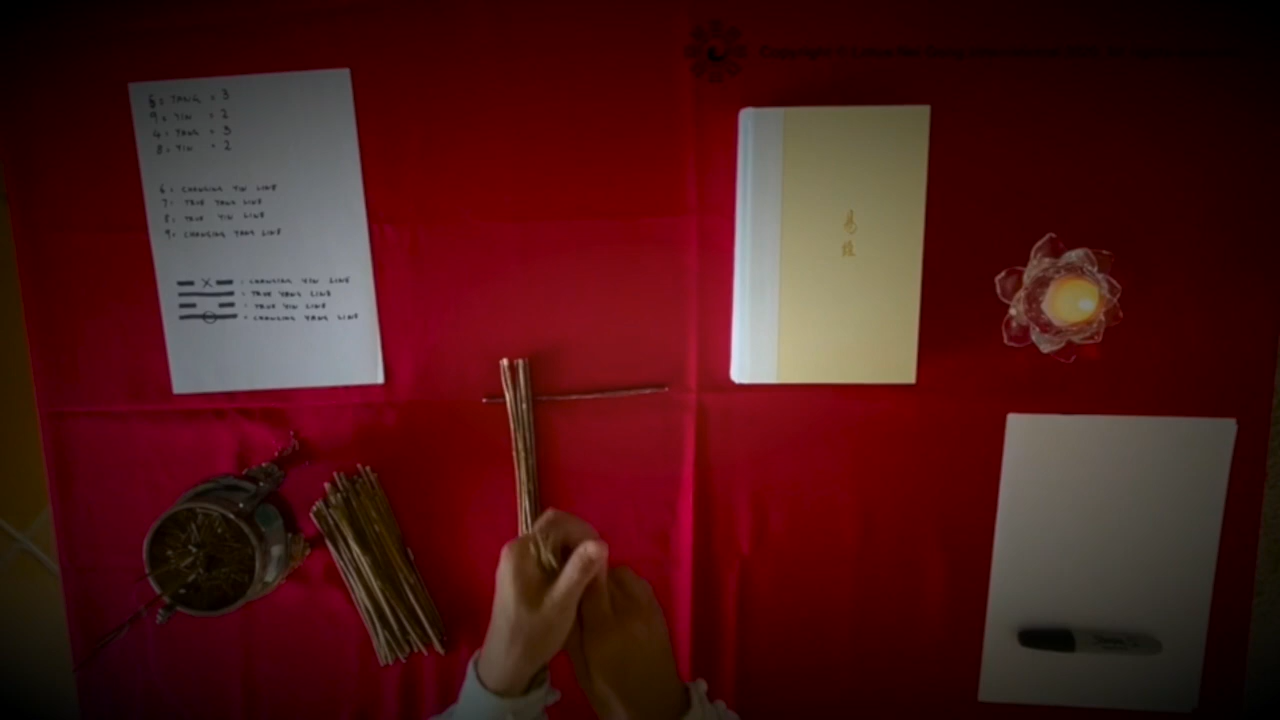 5 = YANG = 3
9 = YIN = 2
4 = YANG = 3
8 = YIN = 2
6 = CHANGING YIN LINE
7 = TRUE YANG LINE
8 = TRUE YIN LINE
9 = CHANGING YANG LINE
X = CHANGING YIN LINE
= TRUE YANG LINE
= TRUE YIN LINE
= CHANGING YANG LINE
易
經
Copyright ©